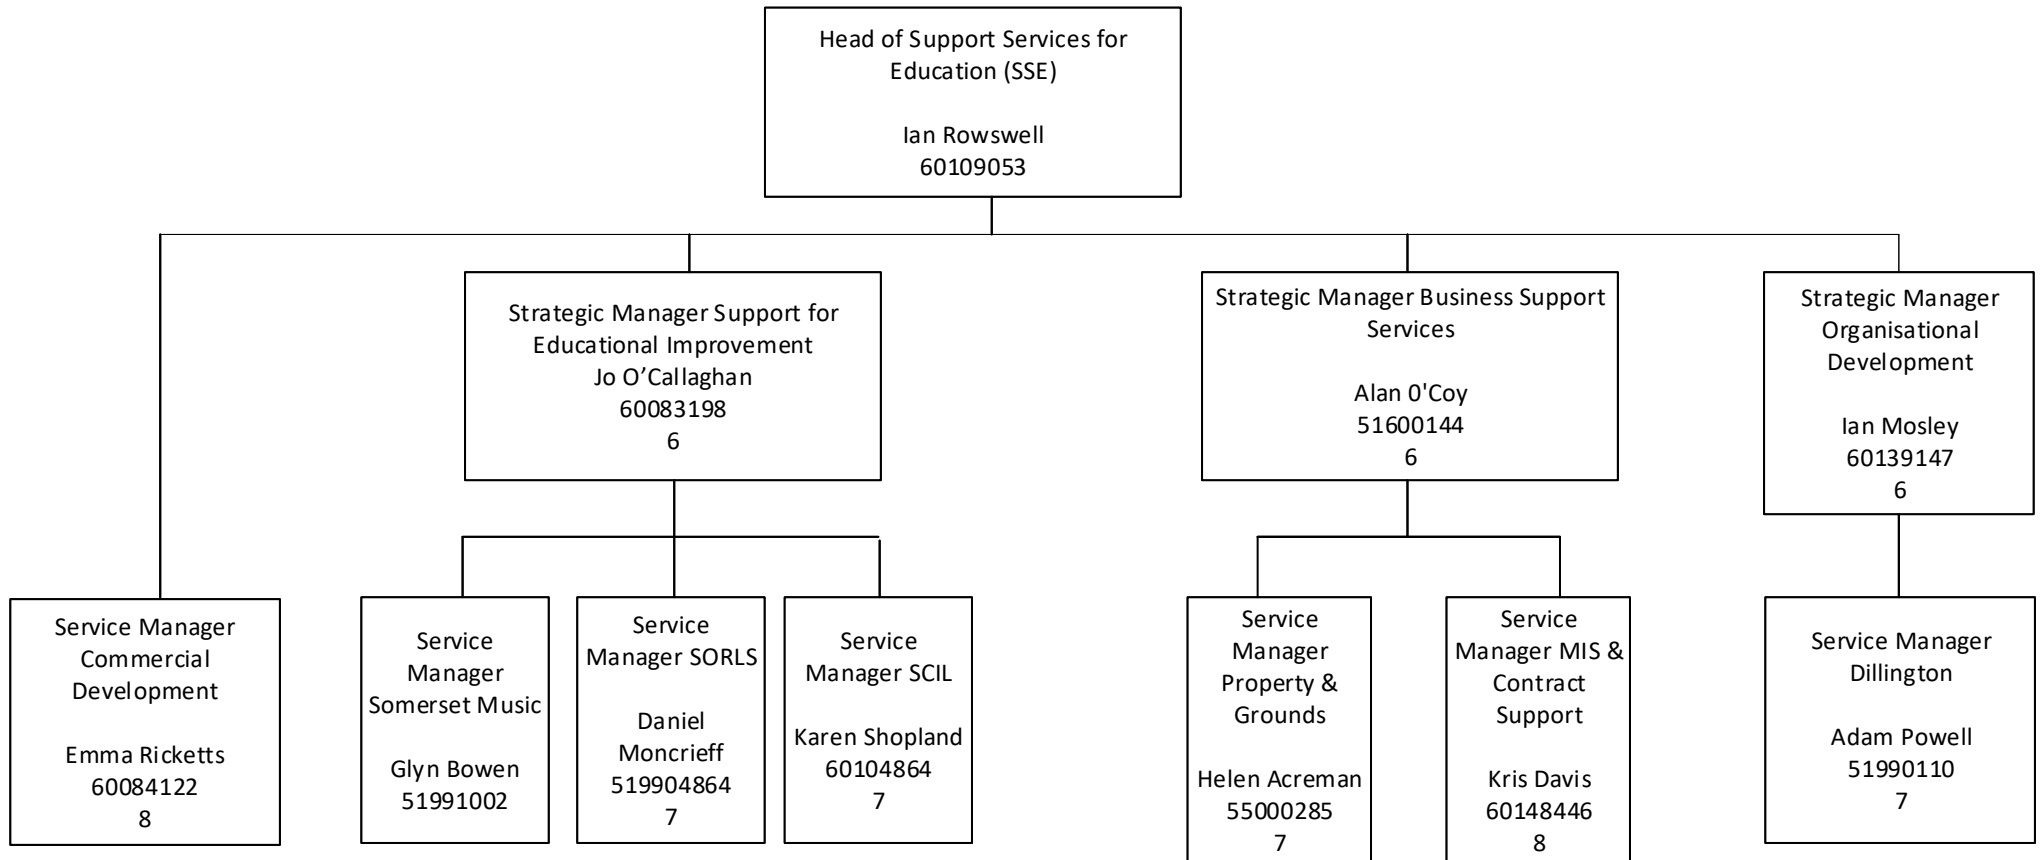 Head of Support Services for
Education (SSE)
Ian Rowswell
60109053
Strategic Manager Support for
Educational Improvement
Jo O’Callaghan
60083198
6
Strategic Manager Business Support
Services
Alan 0'Coy
51600144
6
Strategic Manager
Organisational
Development
Ian Mosley
60139147
6
Service Manager
Commercial
Development
Emma Ricketts
60084122
8
Service
Manager
Somerset Music
Glyn Bowen
51991002
Service
Manager SORLS
Daniel
Moncrieff
519904864
7
Service
Manager SCIL
Karen Shopland
60104864
7
Service
Manager
Property &
Grounds
Helen Acreman
55000285
7
Service
Manager MIS &
Contract
Support
Kris Davis
60148446
8
Service Manager
Dillington
Adam Powell
51990110
7